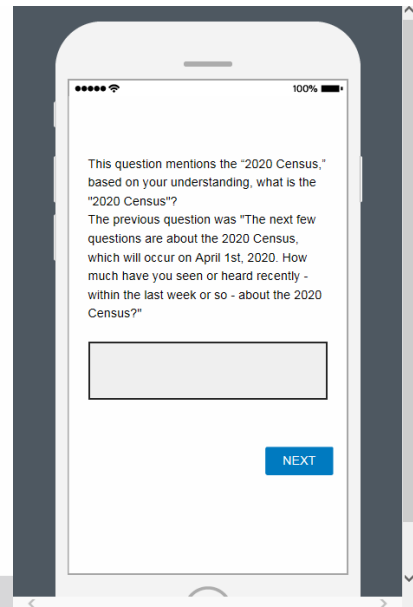 100%
This question mentions the “2020 Census,”
based on your understanding, what is the
"2020 Census"?
The previous question was "The next few
questions are about the 2020 Census,
which will occur on April 1st, 2020. How
much have you seen or heard recently -
within the last week or so - about the 2020
Census?"
NEXT